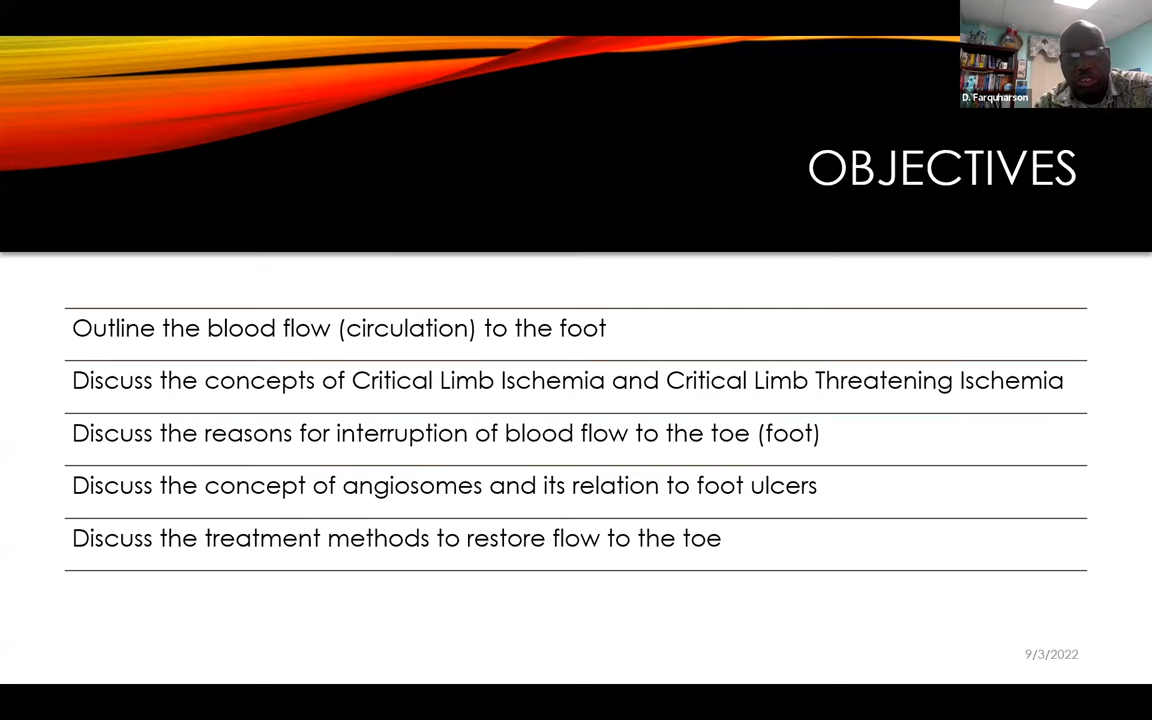 D. Farquharson
OBJECTIVES
Outline the blood flow (circulation) to the foot
Discuss the concepts of Critical Limb Ischemia and Critical Limb Threatening Ischemia
Discuss the reasons for interruption of blood flow to the toe (foot)
Discuss the concept of angiosomes and its relation to foot ulcers
Discuss the treatment methods to restore flow to the toe
9/3/2022